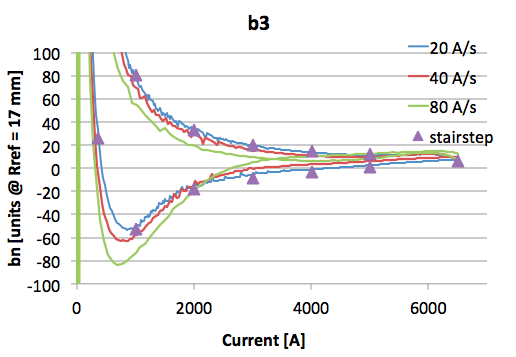 b3
bn [units @ Rref = 17 mm]
100
80
60
40
20
0
-20
-40
-60
-80
-100
0
2000
4000
6000
Current [A]
20 A/s
40 A/s
80 A/s
stairstep